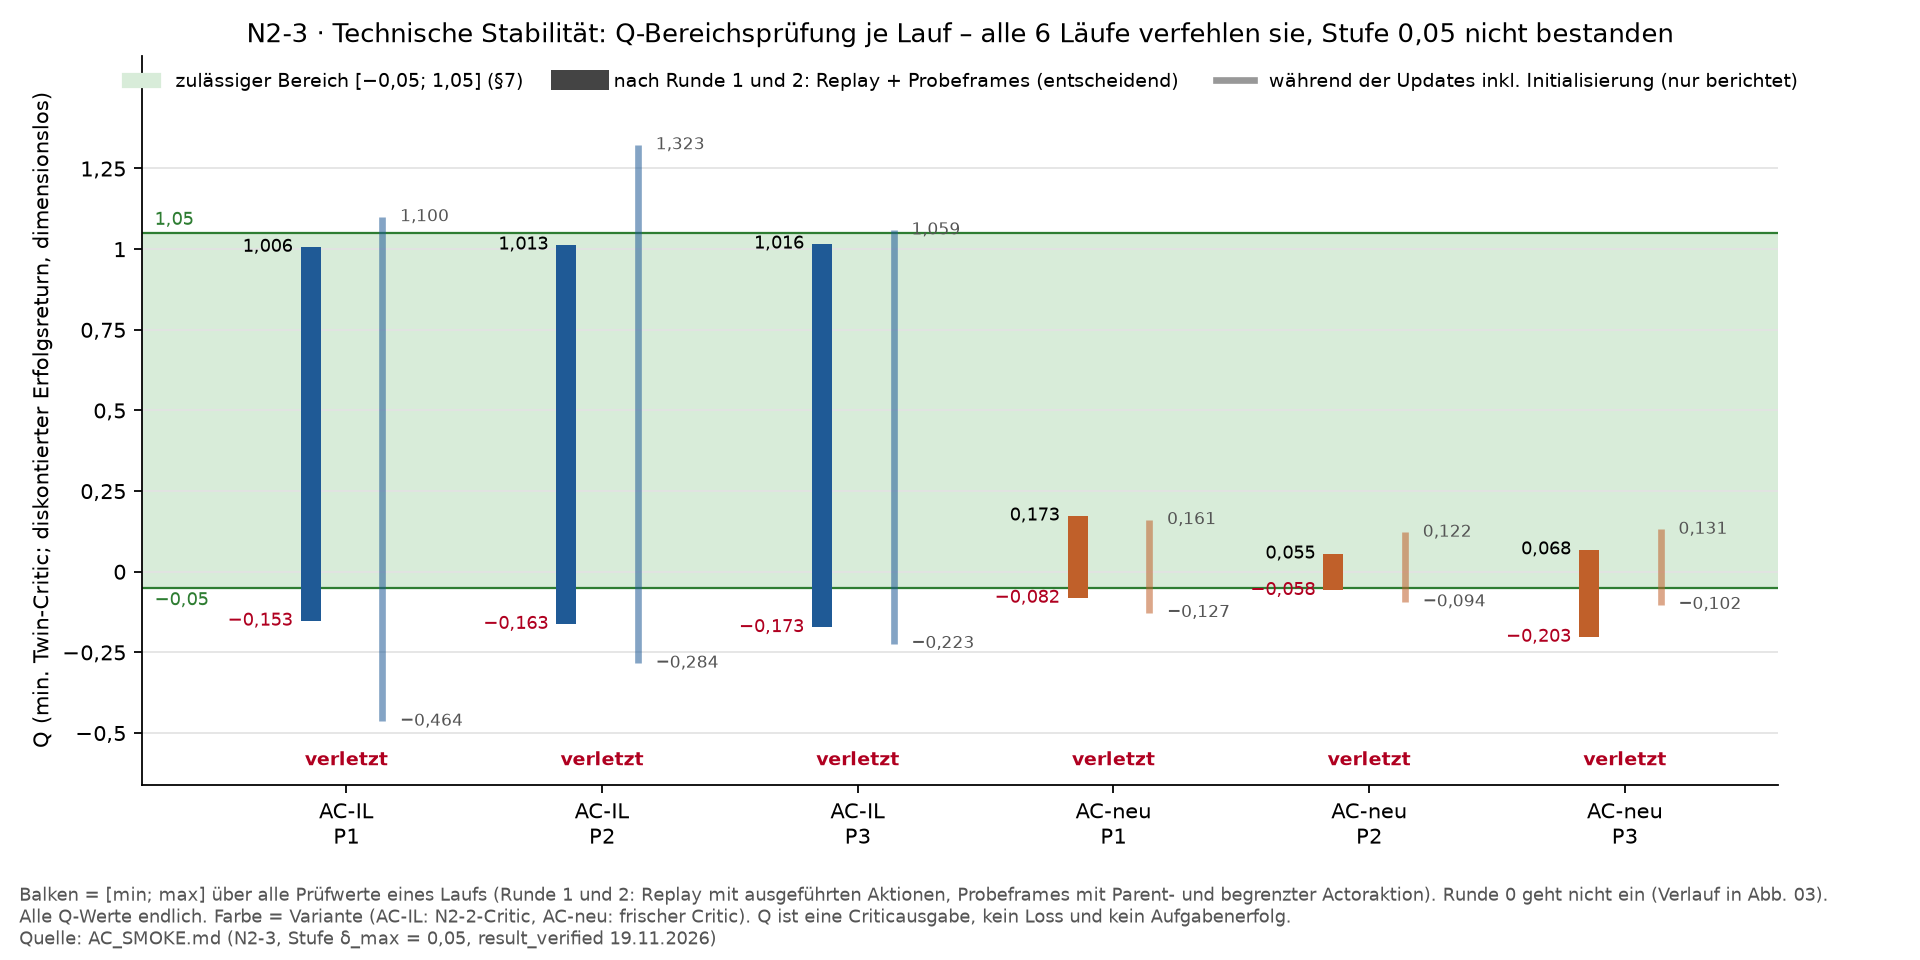 N2-3 · Technische Stabilität: Q-Bereichsprüfung je Lauf – alle 6 Läufe verfehlen sie, Stufe 0,05 nicht bestanden
zulässiger Bereich [−0,05; 1,05] (§7)
nach Runde 1 und 2: Replay + Probeframes (entscheidend)
während der Updates inkl. Initialisierung (nur berichtet)
Q (min. Twin-Critic; diskontierter Erfolgsreturn, dimensionslos)
1,25
1
0,75
0,5
0,25
0
−0,25
−0,5
1,05
−0,05
1,006
−0,153
1,100
−0,464
1,013
−0,163
1,323
−0,284
1,016
−0,173
1,059
−0,223
0,173
−0,082
0,161
−0,127
0,055
−0,058
0,122
−0,094
0,068
−0,203
0,131
−0,102
verletzt
verletzt
verletzt
verletzt
verletzt
verletzt
AC-IL
P1
AC-IL
P2
AC-IL
P3
AC-neu
P1
AC-neu
P2
AC-neu
P3
Balken = [min; max] über alle Prüfwerte eines Laufs (Runde 1 und 2: Replay mit ausgeführten Aktionen, Probeframes mit Parent- und begrenzter Actoraktion). Runde 0 geht nicht ein (Verlauf in Abb. 03).
Alle Q-Werte endlich. Farbe = Variante (AC-IL: N2-2-Critic, AC-neu: frischer Critic). Q ist eine Criticausgabe, kein Loss und kein Aufgabenerfolg.
Quelle: AC_SMOKE.md (N2-3, Stufe δ_max = 0,05, result_verified 19.11.2026)